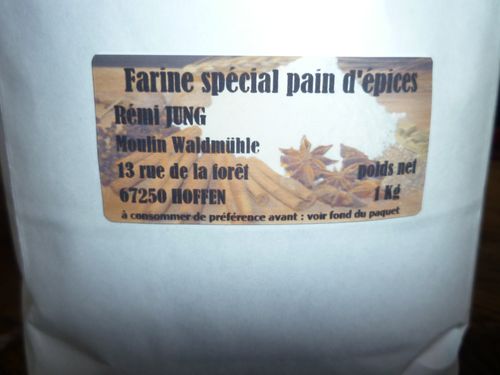 Farine spécial pain d'épices
Rémi JUNG
Moulin Waldmühle
13 rue de la forêt
67250 HOFFEN
poids net
1 Kg
à consommer de préférence avant : voir fond du paquet